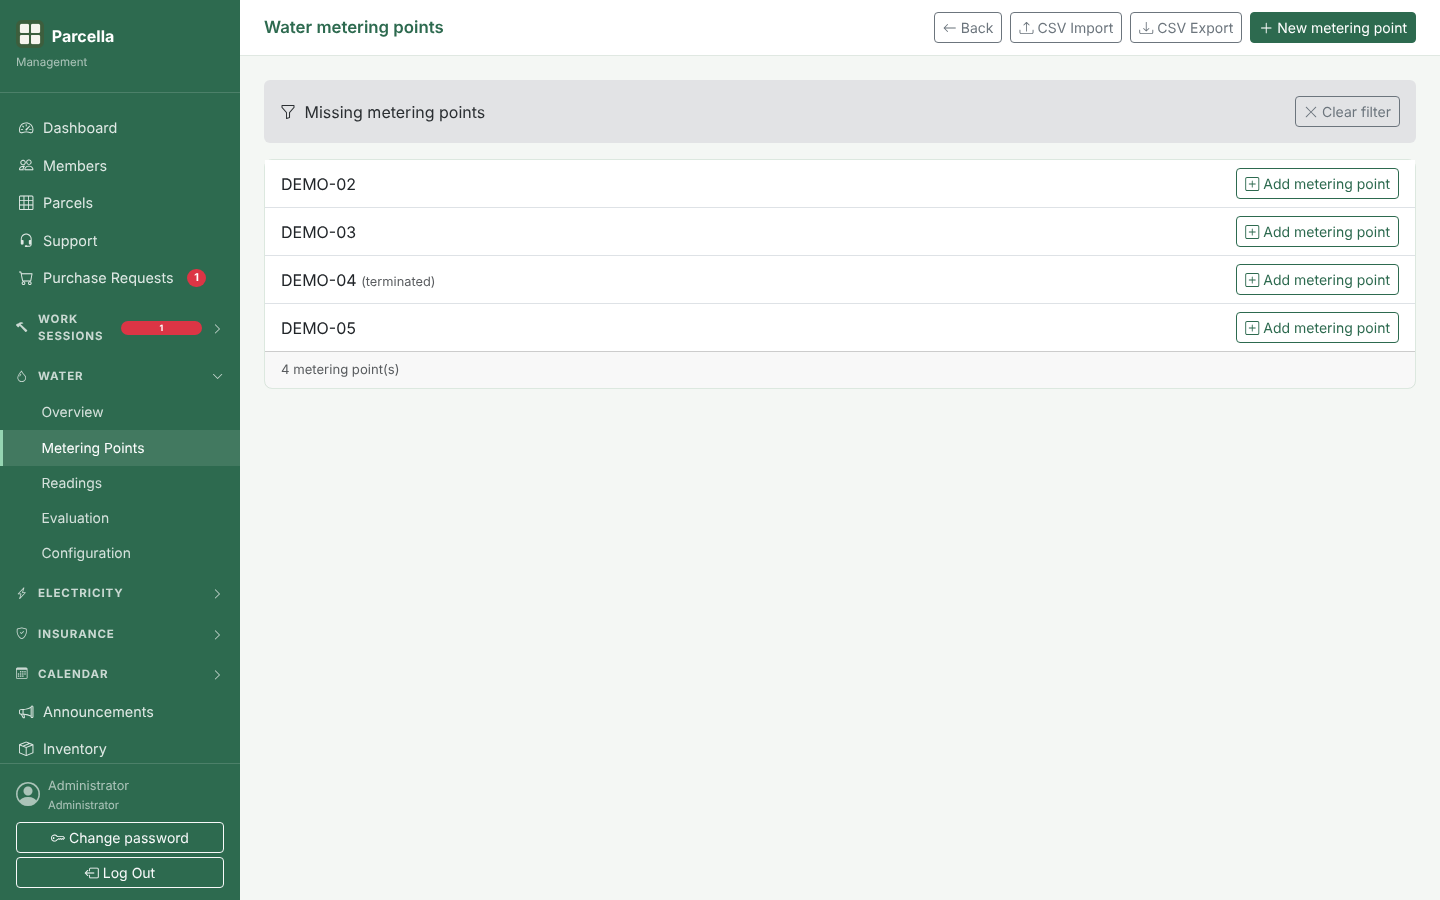 Parcella
Management
Dashboard
Members
Parcels
Support
Purchase Requests 1
WORK SESSIONS 1
WATER
Overview
Metering Points
Readings
Evaluation
Configuration
ELECTRICITY
INSURANCE
CALENDAR
Announcements
Inventory
Administrator
Administrator
Change password
Log Out
Water metering points
Back
CSV Import
CSV Export
New metering point
Missing metering points
Clear filter
DEMO-02 Add metering point
DEMO-03 Add metering point
DEMO-04 (terminated) Add metering point
DEMO-05 Add metering point
4 metering point(s)